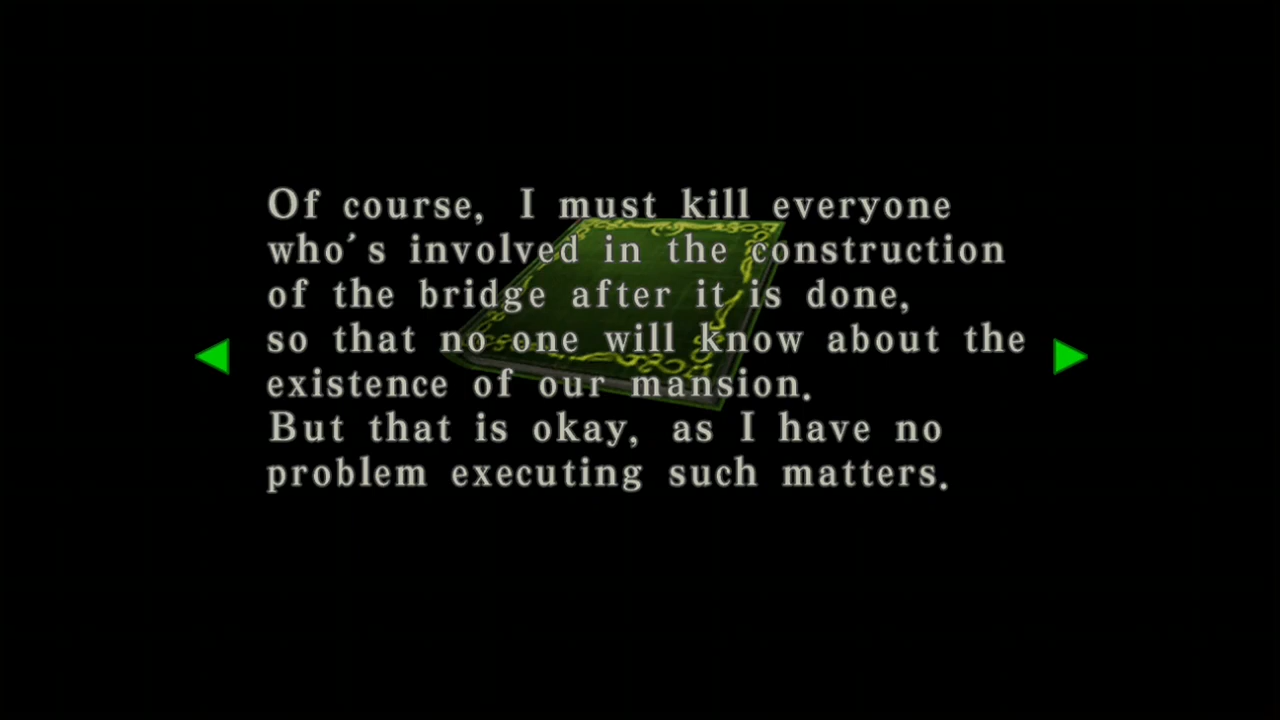 Of course, I must kill everyone
who's involved in the construction
of the bridge after it is done,
so that no one will know about the
existence of our mansion.
But that is okay, as I have no
problem executing such matters.